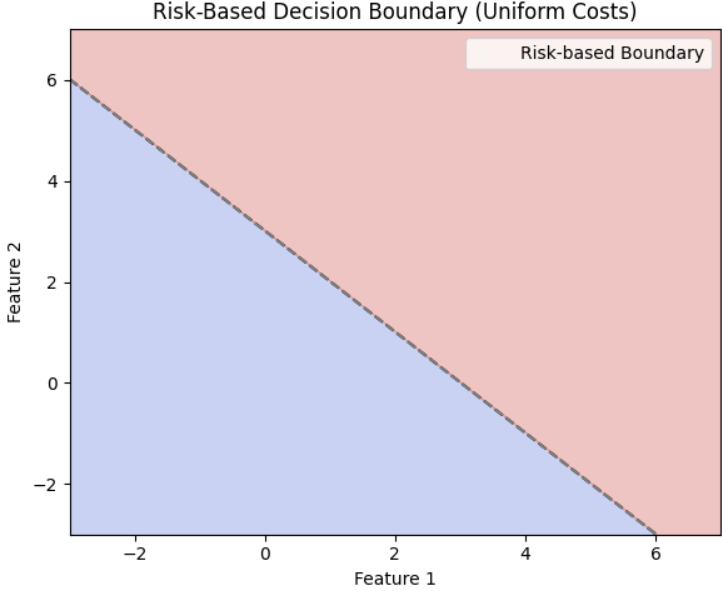 Risk-Based Decision Boundary (Uniform Costs)
Risk-based Boundary
6
4
2
0
−2
Feature 2
−2
0
2
4
6
Feature 1